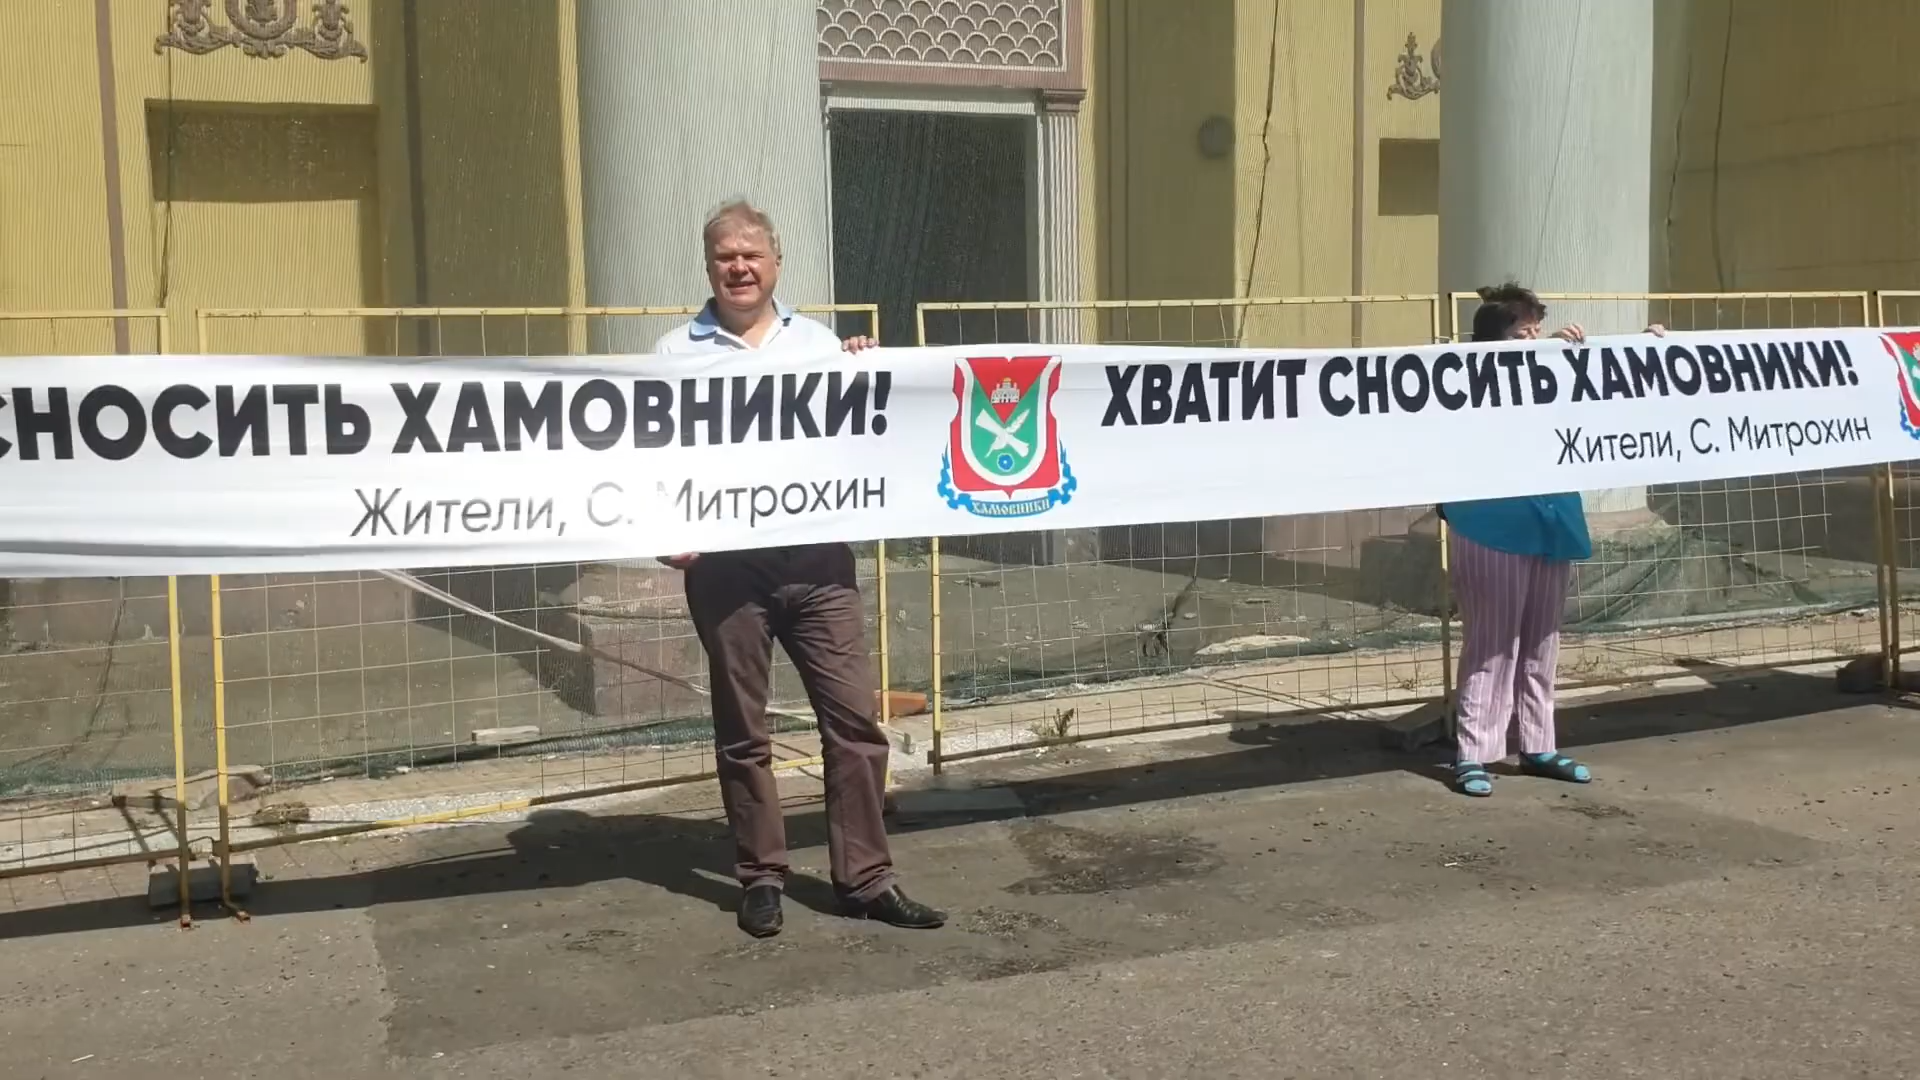 СНОСИТЬ ХАМОВНИКИ!
Жители, С. Митрохин
ХАМОВНИКИ
ХВАТИТ СНОСИТЬ ХАМОВНИКИ!
Жители, С. Митрохин